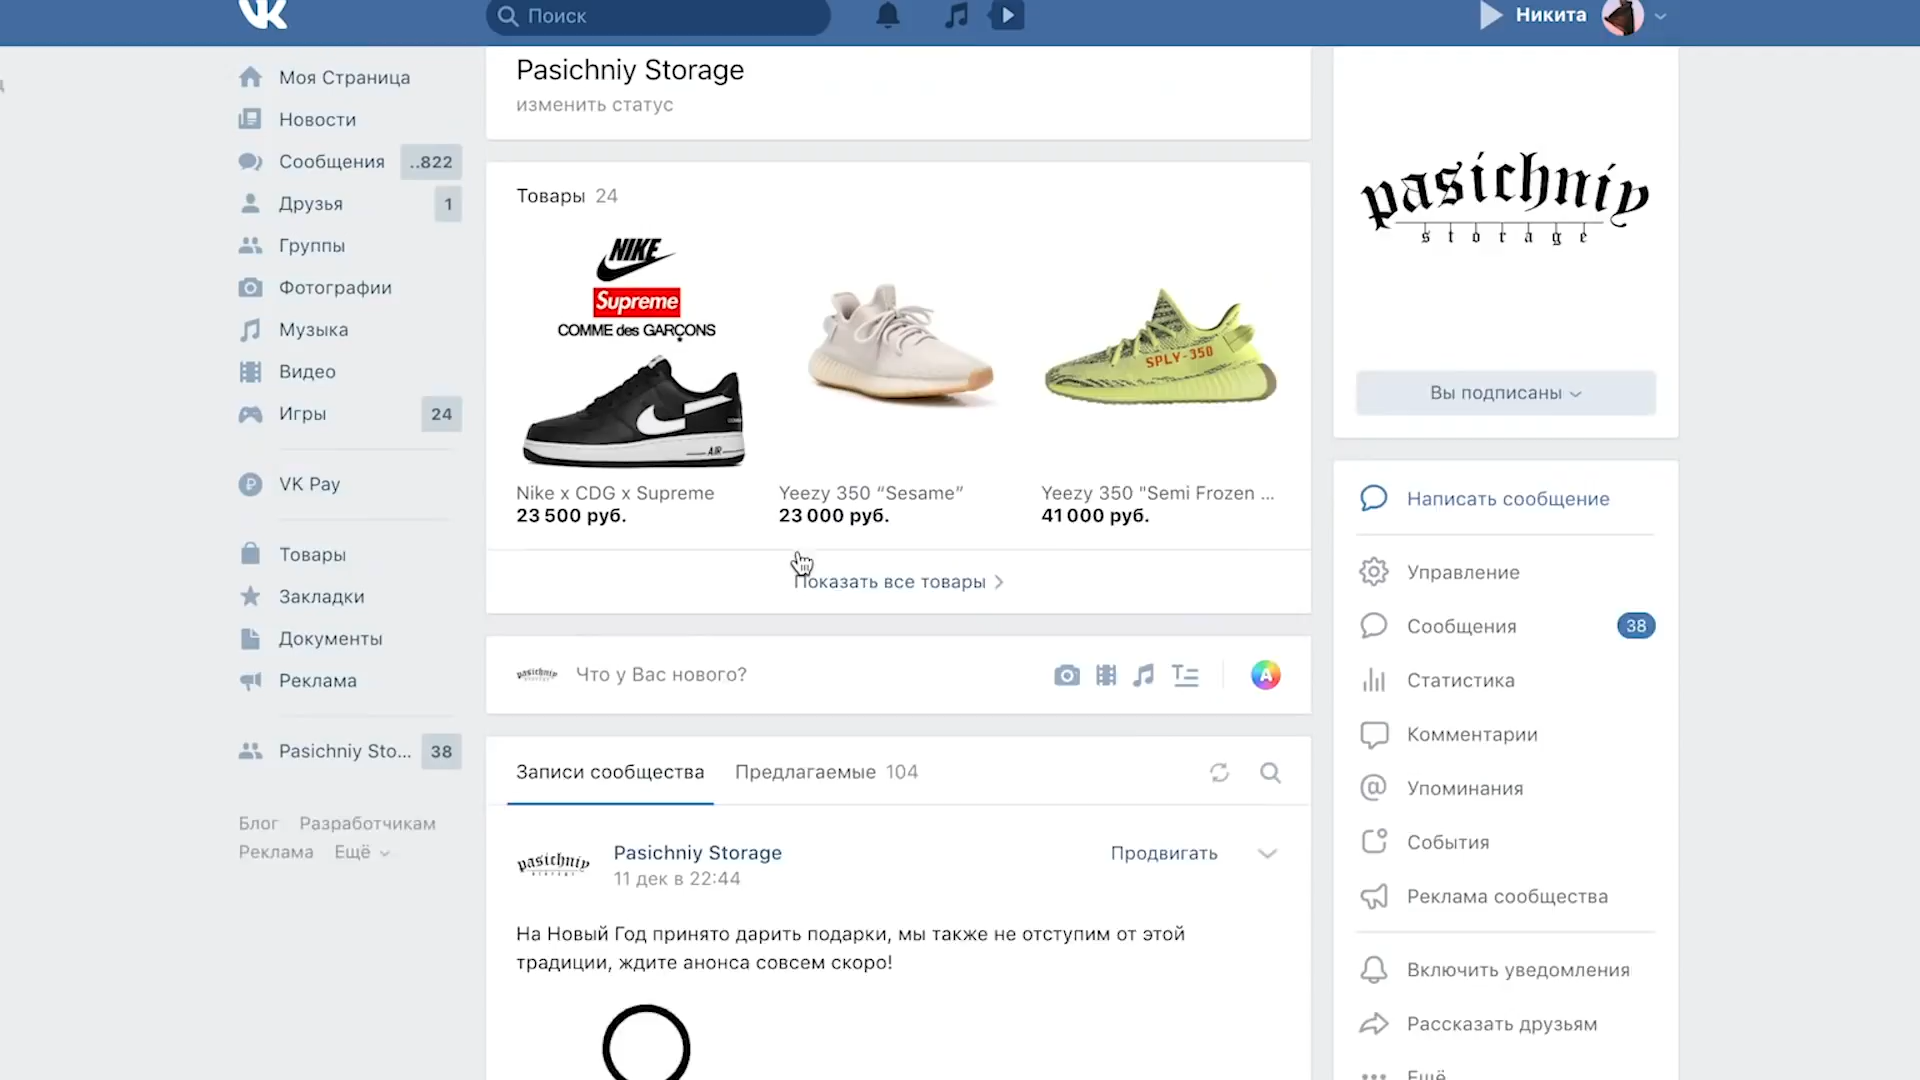 Поиск
Никита
Моя Страница
Новости
Сообщения ..822
Друзья 1
Группы
Фотографии
Музыка
Видео
Игры 24
VK Pay
Товары
Закладки
Документы
Реклама
Pasichniy Sto... 38
Блог Разработчикам
Реклама Ещё
Pasichniy Storage
изменить статус
Товары 24
NIKE
Supreme
COMME des GARÇONS
AIR
SPLY-350
Nike x CDG x Supreme
23 500 руб.
Yeezy 350 “Sesame”
23 000 руб.
Yeezy 350 "Semi Frozen ...
41 000 руб.
Показать все товары
pasichniy
Что у Вас нового?
Записи сообщества Предлагаемые 104
pasichniy
storage
Pasichniy Storage
11 дек в 22:44
Продвигать
На Новый Год принято дарить подарки, мы также не отступим от этой
традиции, ждите анонса совсем скоро!
pasichniy
storage
Вы подписаны
Написать сообщение
Управление
Сообщения 38
Статистика
Комментарии
Упоминания
События
Реклама сообщества
Включить уведомления
Рассказать друзьям
Ещё